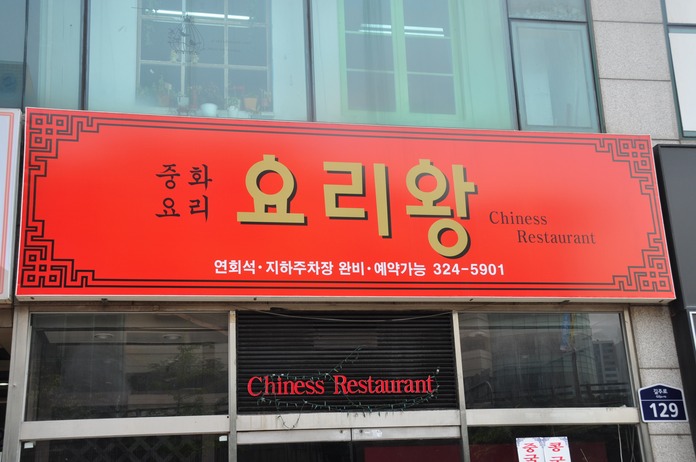 중화
요리
요리왕
Chiness
Restaurant
연회석·지하주차장 완비·예약가능 324-5901
Chiness Restaurant
129